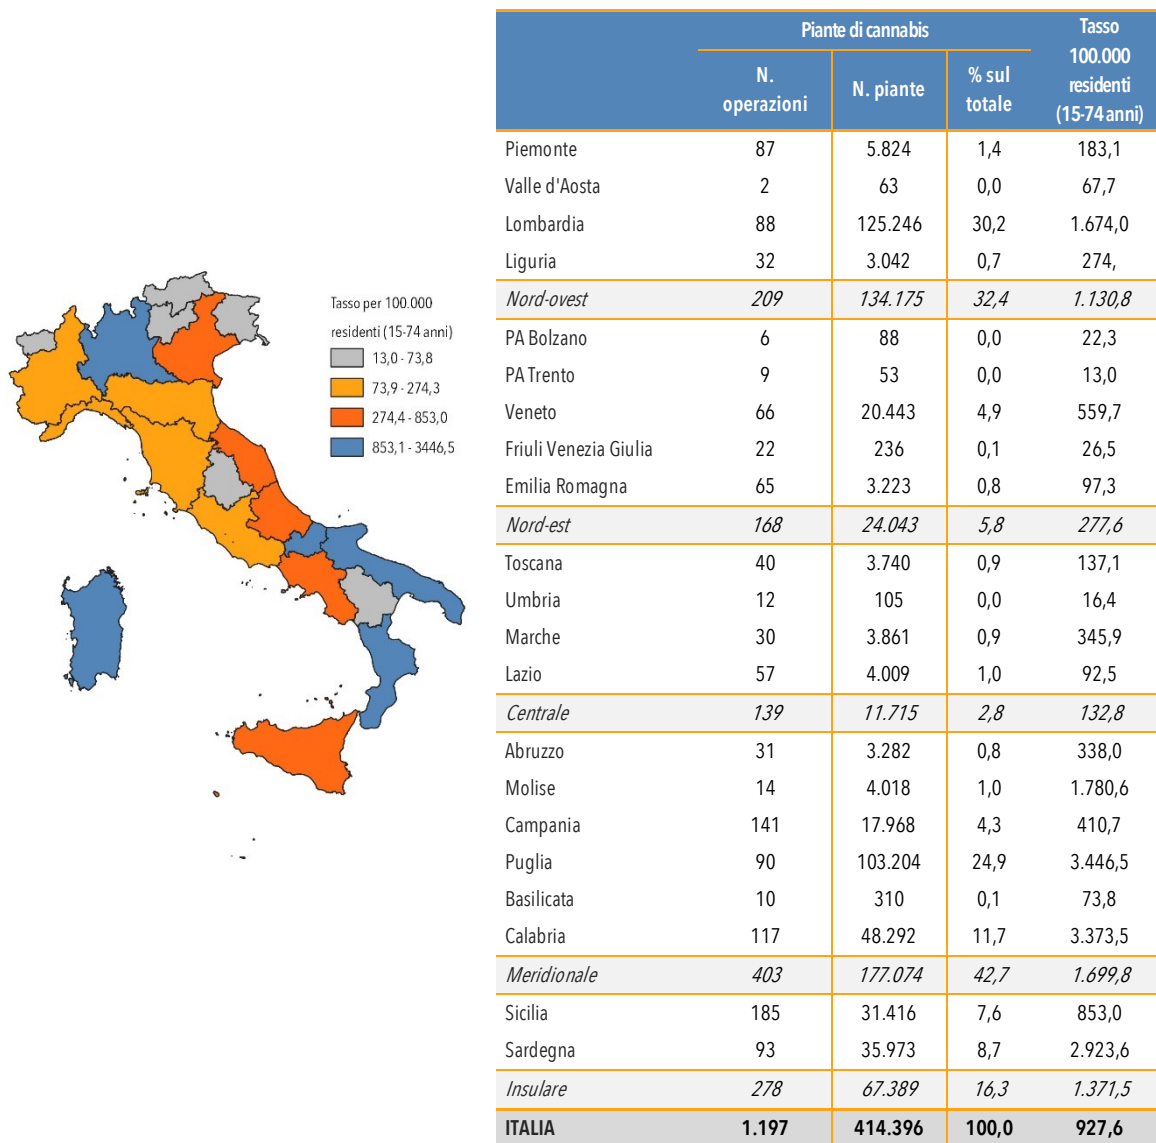 Tasso per 100.000
residenti (15-74 anni)
13,0 - 73,8
73,9 - 274,3
274,4 - 853,0
853,1 - 3446,5
Piante di cannabis
Tasso
100.000
residenti
(15-74 anni)
N.
operazioni
N. piante
% sul
totale
Piemonte 87 5.824 1,4 183,1
Valle d'Aosta 2 63 0,0 67,7
Lombardia 88 125.246 30,2 1.674,0
Liguria 32 3.042 0,7 274,
Nord-ovest 209 134.175 32,4 1.130,8
PA Bolzano 6 88 0,0 22,3
PA Trento 9 53 0,0 13,0
Veneto 66 20.443 4,9 559,7
Friuli Venezia Giulia 22 236 0,1 26,5
Emilia Romagna 65 3.223 0,8 97,3
Nord-est 168 24.043 5,8 277,6
Toscana 40 3.740 0,9 137,1
Umbria 12 105 0,0 16,4
Marche 30 3.861 0,9 345,9
Lazio 57 4.009 1,0 92,5
Centrale 139 11.715 2,8 132,8
Abruzzo 31 3.282 0,8 338,0
Molise 14 4.018 1,0 1.780,6
Campania 141 17.968 4,3 410,7
Puglia 90 103.204 24,9 3.446,5
Basilicata 10 310 0,1 73,8
Calabria 117 48.292 11,7 3.373,5
Meridionale 403 177.074 42,7 1.699,8
Sicilia 185 31.416 7,6 853,0
Sardegna 93 35.973 8,7 2.923,6
Insulare 278 67.389 16,3 1.371,5
ITALIA 1.197 414.396 100,0 927,6